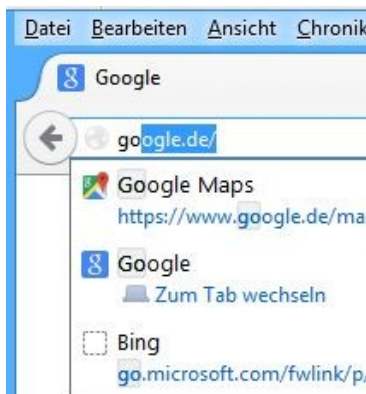 Datei Bearbeiten Ansicht Chronik
Google
google.de/
Google Maps
https://www.google.de/ma
Google
Zum Tab wechseln
Bing
go.microsoft.com/fwlink/p/